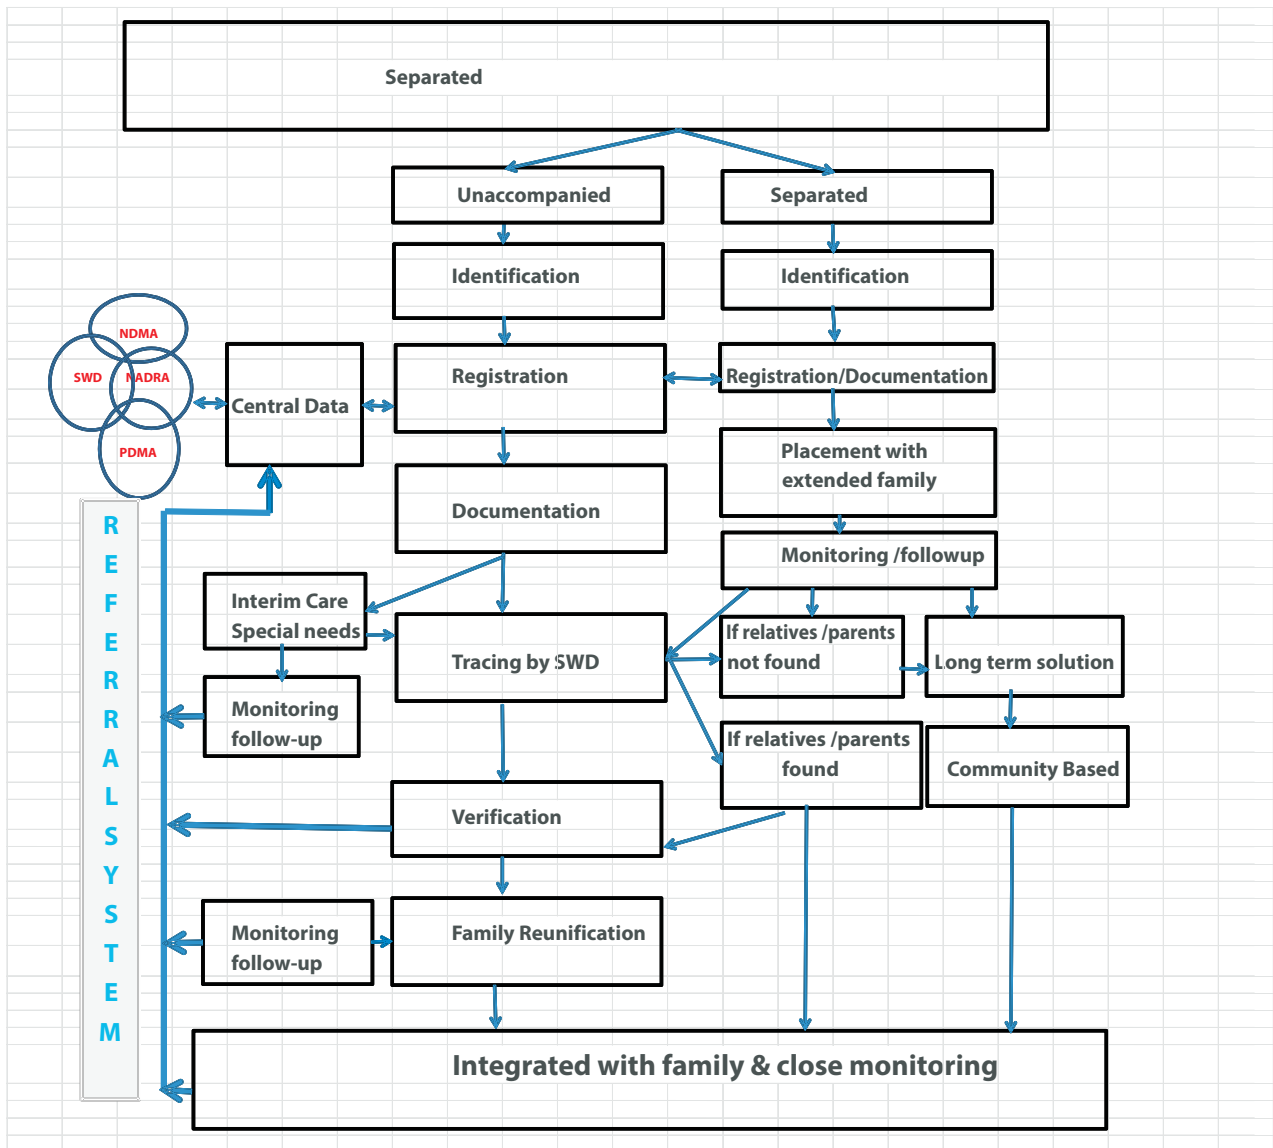 Separated
Unaccompanied
Separated
Identification
Identification
NDMA
SWD
NADRA
PDMA
Central Data
Registration
Registration/Documentation
Placement with
extended family
Documentation
Monitoring /followup
Interim Care
Special needs
Tracing by SWD
If relatives /parents
not found
Long term solution
Monitoring
follow-up
If relatives /parents
found
Community Based
Verification
Monitoring
follow-up
Family Reunification
Integrated with family & close monitoring
R
E
F
E
R
R
A
L
S
Y
S
T
E
M